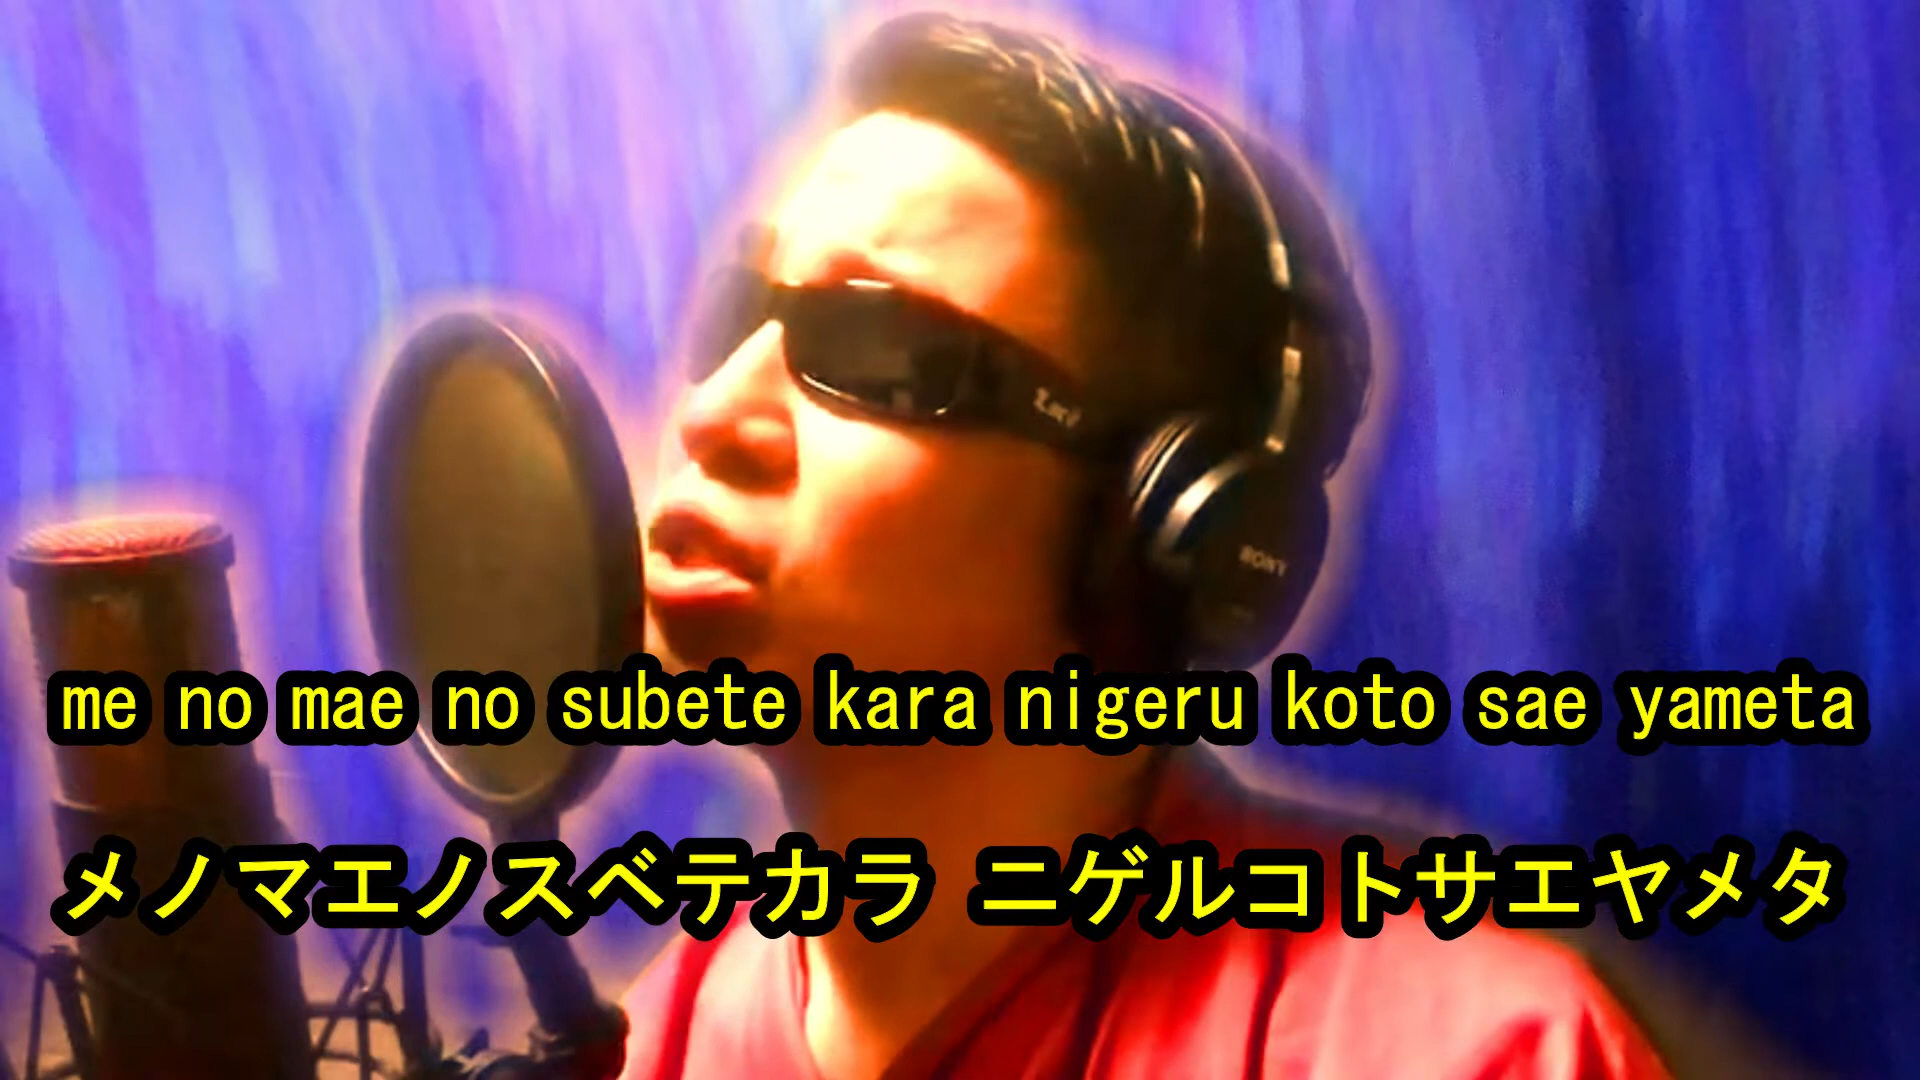 me no mae no subete kara nigeru koto sae yameta
メノマエノスベテカラ ニゲルコトサエヤメタ